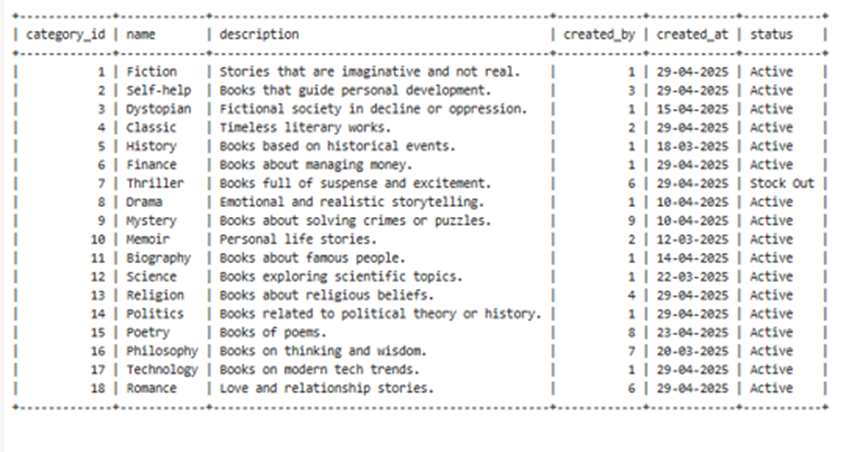 +-------------+------------+---------------------------------------------+------------+------------+-----------+
| category_id | name       | description                                 | created_by | created_at | status    |
+-------------+------------+---------------------------------------------+------------+------------+-----------+
|           1 | Fiction    | Stories that are imaginative and not real.  |          1 | 29-04-2025 | Active    |
|           2 | Self-help  | Books that guide personal development.      |          3 | 29-04-2025 | Active    |
|           3 | Dystopian  | Fictional society in decline or oppression. |          1 | 15-04-2025 | Active    |
|           4 | Classic    | Timeless literary works.                    |          2 | 29-04-2025 | Active    |
|           5 | History    | Books based on historical events.           |          1 | 18-03-2025 | Active    |
|           6 | Finance    | Books about managing money.                 |          1 | 29-04-2025 | Active    |
|           7 | Thriller   | Books full of suspense and excitement.      |          6 | 29-04-2025 | Stock Out |
|           8 | Drama      | Emotional and realistic storytelling.       |          1 | 10-04-2025 | Active    |
|           9 | Mystery    | Books about solving crimes or puzzles.      |          9 | 10-04-2025 | Active    |
|          10 | Memoir     | Personal life stories.                      |          2 | 12-03-2025 | Active    |
|          11 | Biography  | Books about famous people.                  |          1 | 14-04-2025 | Active    |
|          12 | Science    | Books exploring scientific topics.          |          1 | 22-03-2025 | Active    |
|          13 | Religion   | Books about religious beliefs.              |          4 | 29-04-2025 | Active    |
|          14 | Politics   | Books related to political theory or history. |        1 | 29-04-2025 | Active    |
|          15 | Poetry     | Books of poems.                             |          8 | 23-04-2025 | Active    |
|          16 | Philosophy | Books on thinking and wisdom.               |          7 | 20-03-2025 | Active    |
|          17 | Technology | Books on modern tech trends.                |          1 | 29-04-2025 | Active    |
|          18 | Romance    | Love and relationship stories.              |          6 | 29-04-2025 | Active    |
+-------------+------------+---------------------------------------------+------------+------------+-----------+